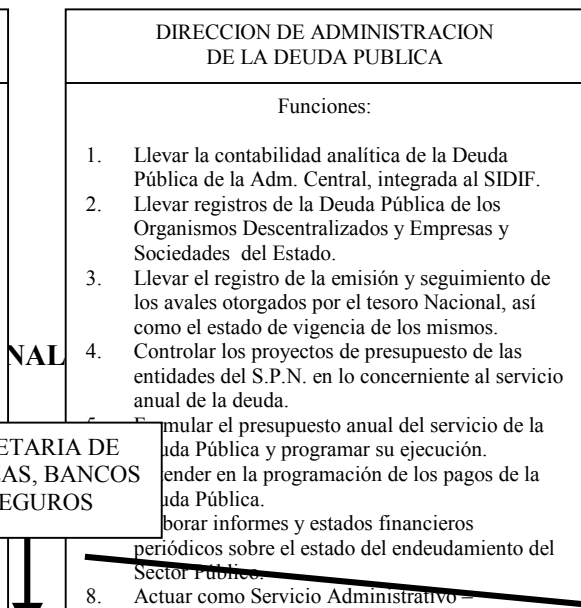 DIRECCION DE ADMINISTRACION
DE LA DEUDA PUBLICA
Funciones:
1. Llevar la contabilidad analítica de la Deuda
Pública de la Adm. Central, integrada al SIDIF.
2. Llevar registros de la Deuda Pública de los
Organismos Descentralizados y Empresas y
Sociedades del Estado.
3. Llevar el registro de la emisión y seguimiento de
los avales otorgados por el tesoro Nacional, así
como el estado de vigencia de los mismos.
4. Controlar los proyectos de presupuesto de las
entidades del S.P.N. en lo concerniente al servicio
anual de la deuda.
mular el presupuesto anual del servicio de la
uda Pública y programar su ejecución.
tender en la programación de los pagos de la
uda Pública.
borar informes y estados financieros
periódicos sobre el estado del endeudamiento del
Sector Público.
8. Actuar como Servicio Administrativo –
NAL
ETARIA DE
AS, BANCOS
EGUROS